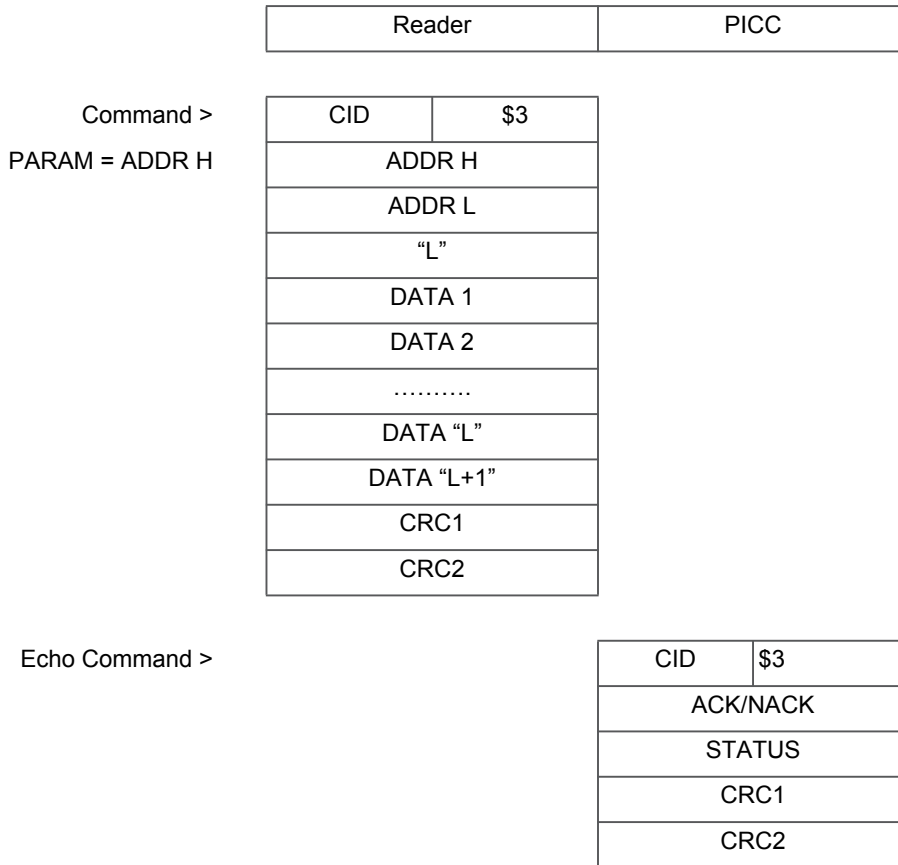 Reader PICC
Command > CID $3
PARAM = ADDR H ADDR H
ADDR L
“L”
DATA 1
DATA 2
……….
DATA “L”
DATA “L+1”
CRC1
CRC2
Echo Command > CID $3
ACK/NACK
STATUS
CRC1
CRC2